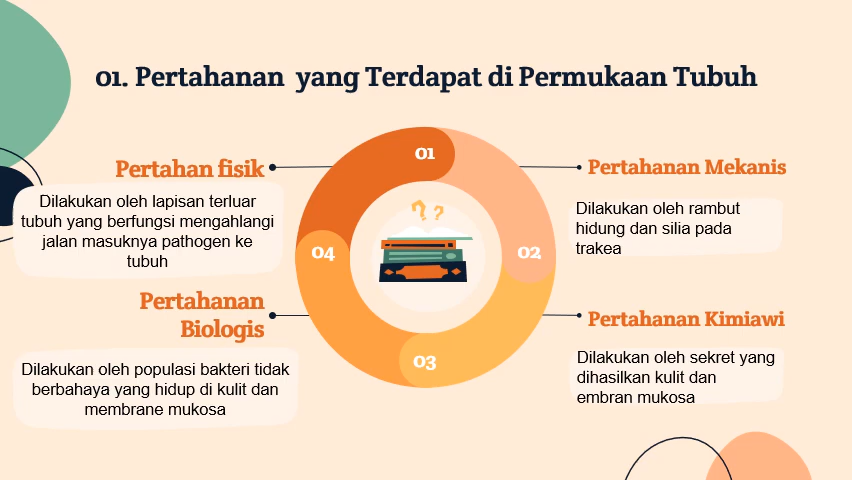 01. Pertahanan  yang Terdapat di Permukaan Tubuh
Pertahan fisik
Dilakukan oleh lapisan terluar
tubuh yang berfungsi mengahlangi
jalan masuknya pathogen ke
tubuh
01
Pertahanan Mekanis
Dilakukan oleh rambut
hidung dan silia pada
trakea
02
04
Pertahanan
Biologis
Dilakukan oleh populasi bakteri tidak
berbahaya yang hidup di kulit dan
membrane mukosa
03
Pertahanan Kimiawi
Dilakukan oleh sekret yang
dihasilkan kulit dan
embran mukosa
? ?